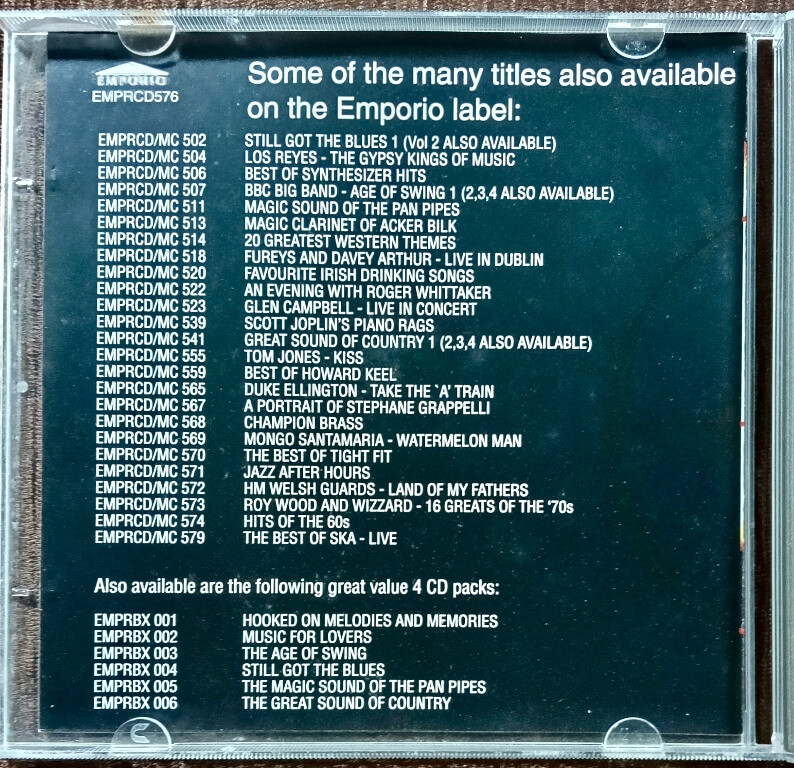 EMPORIO
EMPRCD576
Some of the many titles also available
on the Emporio label:
EMPRCD/MC 502 STILL GOT THE BLUES 1 (Vol 2 ALSO AVAILABLE)
EMPRCD/MC 504 LOS REYES - THE GYPSY KINGS OF MUSIC
EMPRCD/MC 506 BEST OF SYNTHESIZER HITS
EMPRCD/MC 507 BBC BIG BAND - AGE OF SWING 1 (2,3,4 ALSO AVAILABLE)
EMPRCD/MC 511 MAGIC SOUND OF THE PAN PIPES
EMPRCD/MC 513 MAGIC CLARINET OF ACKER BILK
EMPRCD/MC 514 20 GREATEST WESTERN THEMES
EMPRCD/MC 518 FUREYS AND DAVEY ARTHUR - LIVE IN DUBLIN
EMPRCD/MC 520 FAVOURITE IRISH DRINKING SONGS
EMPRCD/MC 522 AN EVENING WITH ROGER WHITTAKER
EMPRCD/MC 523 GLEN CAMPBELL - LIVE IN CONCERT
EMPRCD/MC 539 SCOTT JOPLIN'S PIANO RAGS
EMPRCD/MC 541 GREAT SOUND OF COUNTRY 1 (2,3,4 ALSO AVAILABLE)
EMPRCD/MC 555 TOM JONES - KISS
EMPRCD/MC 559 BEST OF HOWARD KEEL
EMPRCD/MC 565 DUKE ELLINGTON - TAKE THE `A' TRAIN
EMPRCD/MC 567 A PORTRAIT OF STEPHANE GRAPPELLI
EMPRCD/MC 568 CHAMPION BRASS
EMPRCD/MC 569 MONGO SANTAMARIA - WATERMELON MAN
EMPRCD/MC 570 THE BEST OF TIGHT FIT
EMPRCD/MC 571 JAZZ AFTER HOURS
EMPRCD/MC 572 HM WELSH GUARDS - LAND OF MY FATHERS
EMPRCD/MC 573 ROY WOOD AND WIZZARD - 16 GREATS OF THE '70s
EMPRCD/MC 574 HITS OF THE 60s
EMPRCD/MC 579 THE BEST OF SKA - LIVE
Also available are the following great value 4 CD packs:
EMPRBX 001 HOOKED ON MELODIES AND MEMORIES
EMPRBX 002 MUSIC FOR LOVERS
EMPRBX 003 THE AGE OF SWING
EMPRBX 004 STILL GOT THE BLUES
EMPRBX 005 THE MAGIC SOUND OF THE PAN PIPES
EMPRBX 006 THE GREAT SOUND OF COUNTRY